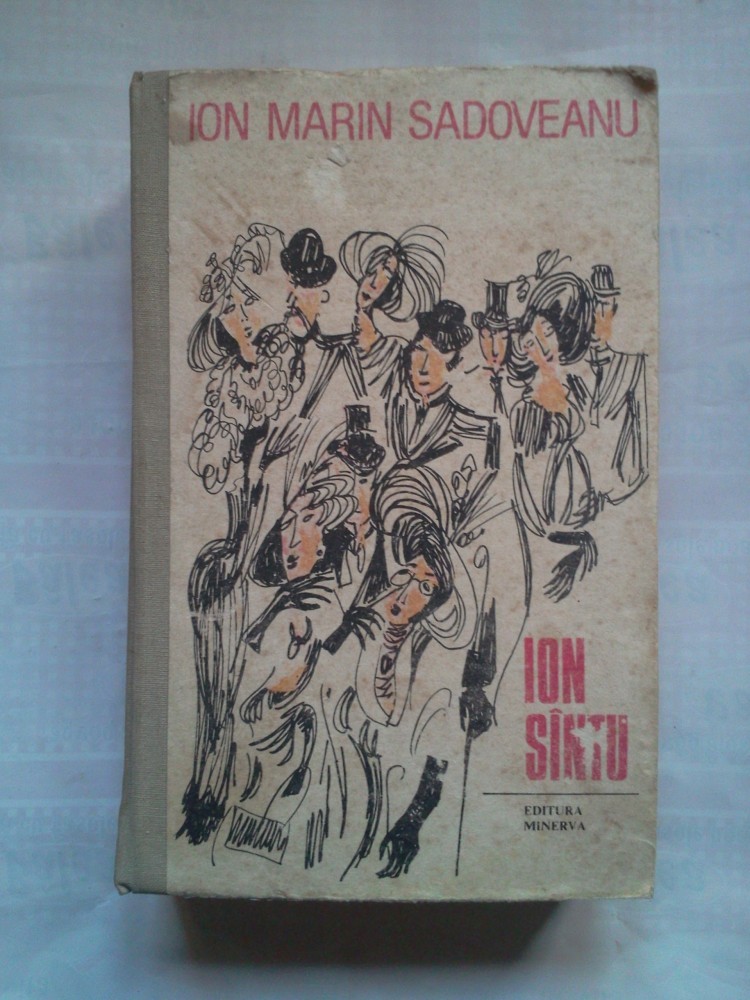 ION MARIN SADOVEANU
ION
SÎNTU
EDITURA
MINERVA